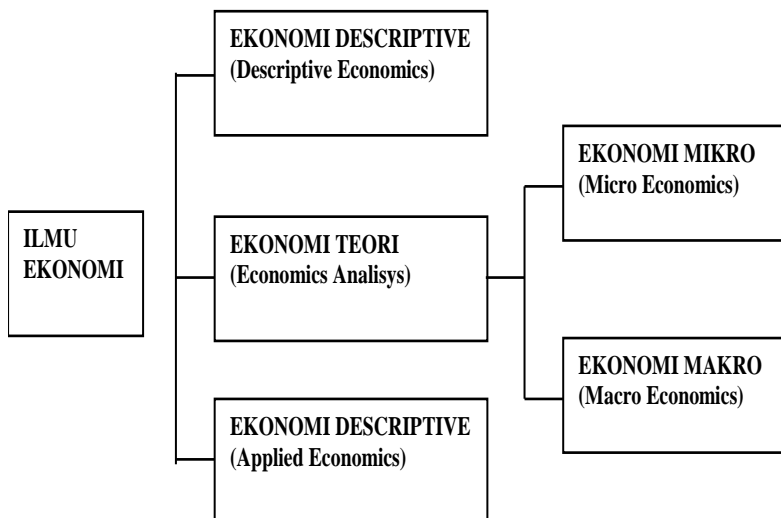 EKONOMI DESCRIPTIVE
(Descriptive Economics)
EKONOMI MIKRO
(Micro Economics)
ILMU
EKONOMI
EKONOMI TEORI
(Economics Analisys)
EKONOMI MAKRO
(Macro Economics)
EKONOMI DESCRIPTIVE
(Applied Economics)